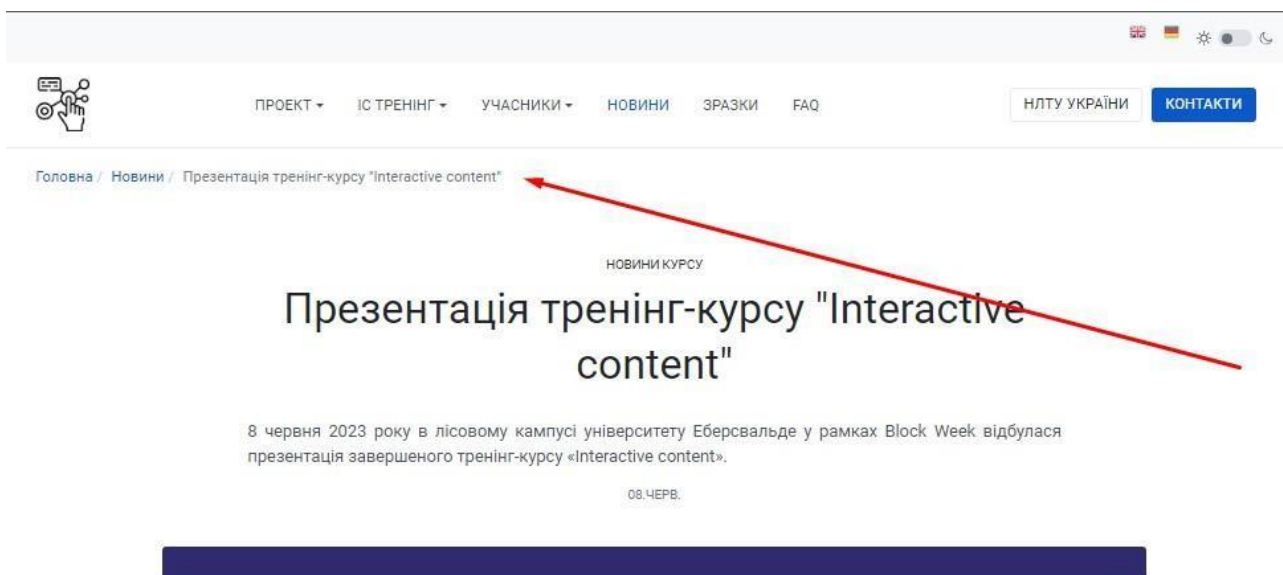 ПРОЕКТ ІС ТРЕНІНГ УЧАСНИКИ НОВИНИ ЗРАЗКИ FAQ НЛТУ УКРАЇНИ КОНТАКТИ
Головна / Новини / Презентація тренінг-курсу "Interactive content"
НОВИНИ КУРСУ
Презентація тренінг-курсу "Interactive
content"
8 червня 2023 року в лісовому кампусі університету Еберсвальде у рамках Block Week відбулася
презентація завершеного тренінг-курсу «Interactive content».
08.ЧЕРВ.